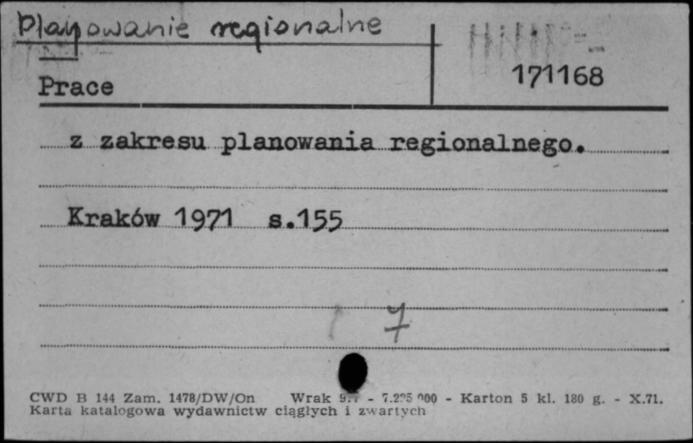 Planowanie regionalne
171168
Prace
z zakresu planowania regionalnego.
Kraków 1971 s.155
7
CWD B 144 Zam. 1478/DW/On Wrak - Karton 5 kl. 180 g. - X.71.
Karta katalogowa wydawnictw ciągłych i zwartych